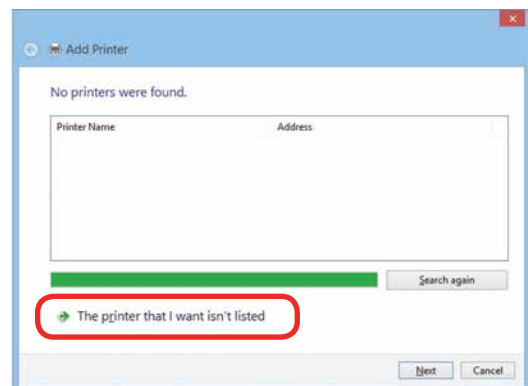 Add Printer
No printers were found.
Printer Name Address
Search again
The printer that I want isn't listed
Next Cancel